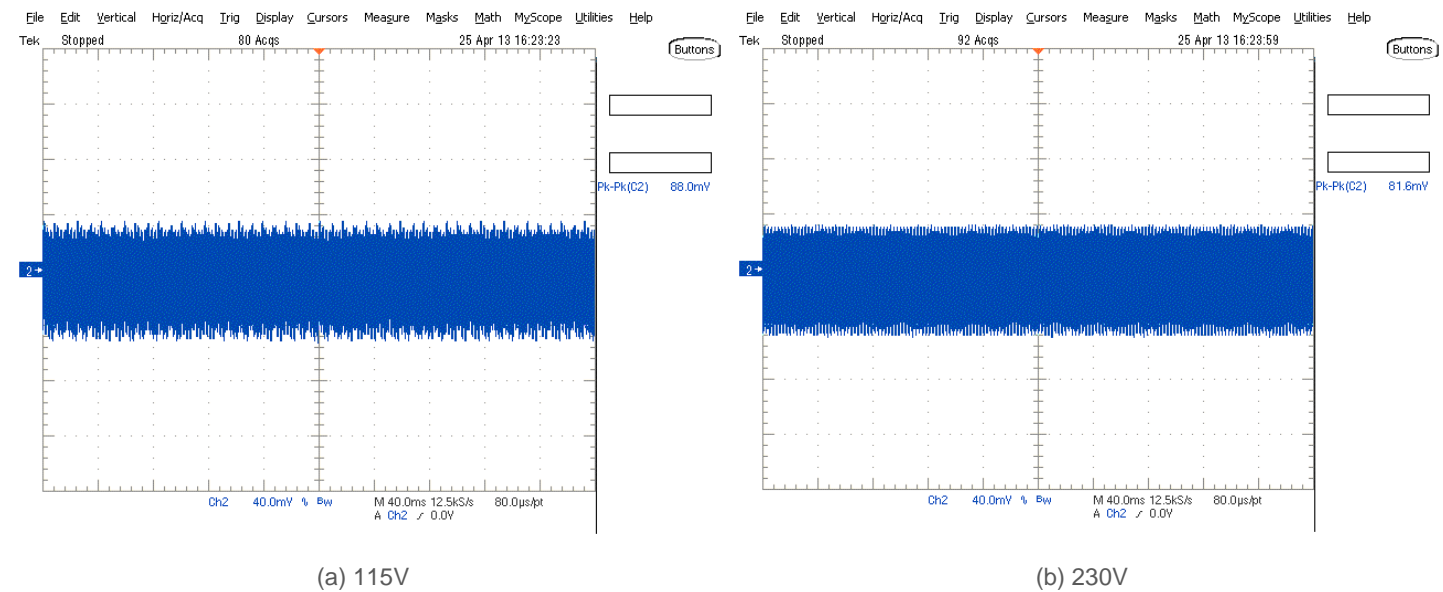 File Edit Vertical Horiz/Acq Trig Display Cursors Measure Masks Math MyScope Utilities Help
Tek Stopped 80 Acqs 25 Apr 13 16:23:23
Buttons
Pk-Pk(C2) 88.0mV
2
Ch2 40.0mV % Bw M 40.0ms 12.5kS/s 80.0µs/pt
A Ch2 ∕ 0.0V
(a) 115V
File Edit Vertical Horiz/Acq Trig Display Cursors Measure Masks Math MyScope Utilities Help
Tek Stopped 92 Acqs 25 Apr 13 16:23:59
Buttons
Pk-Pk(C2) 81.6mV
2
Ch2 40.0mV % Bw M 40.0ms 12.5kS/s 80.0µs/pt
A Ch2 ∕ 0.0V
(b) 230V